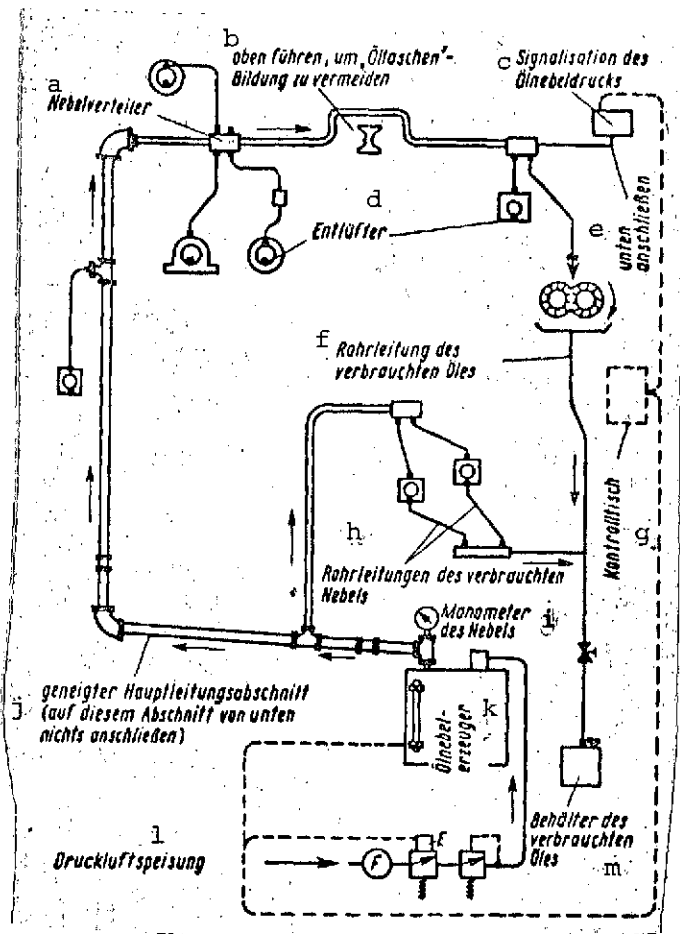 b
oben führen, um „Öltaschen"-
Bildung zu vermeiden
c Signalisation des
Ölnebeldrucks
a
Nebelverteiler
d
Entlüfter
e
unten
anschließen
f
Rohrleitung des
verbrauchten Öles
g
Kontrolltisch
h
Rohrleitungen des verbrauchten
Nebels
i
Manometer
des Nebels
j geneigter Hauptleitungsabschnitt
(auf diesem Abschnitt von unten
nichts anschließen)
k
Ölnebel-
erzeuger
l
Druckluftspeisung
F
E
Behälter des
verbrauchten
Öles
m